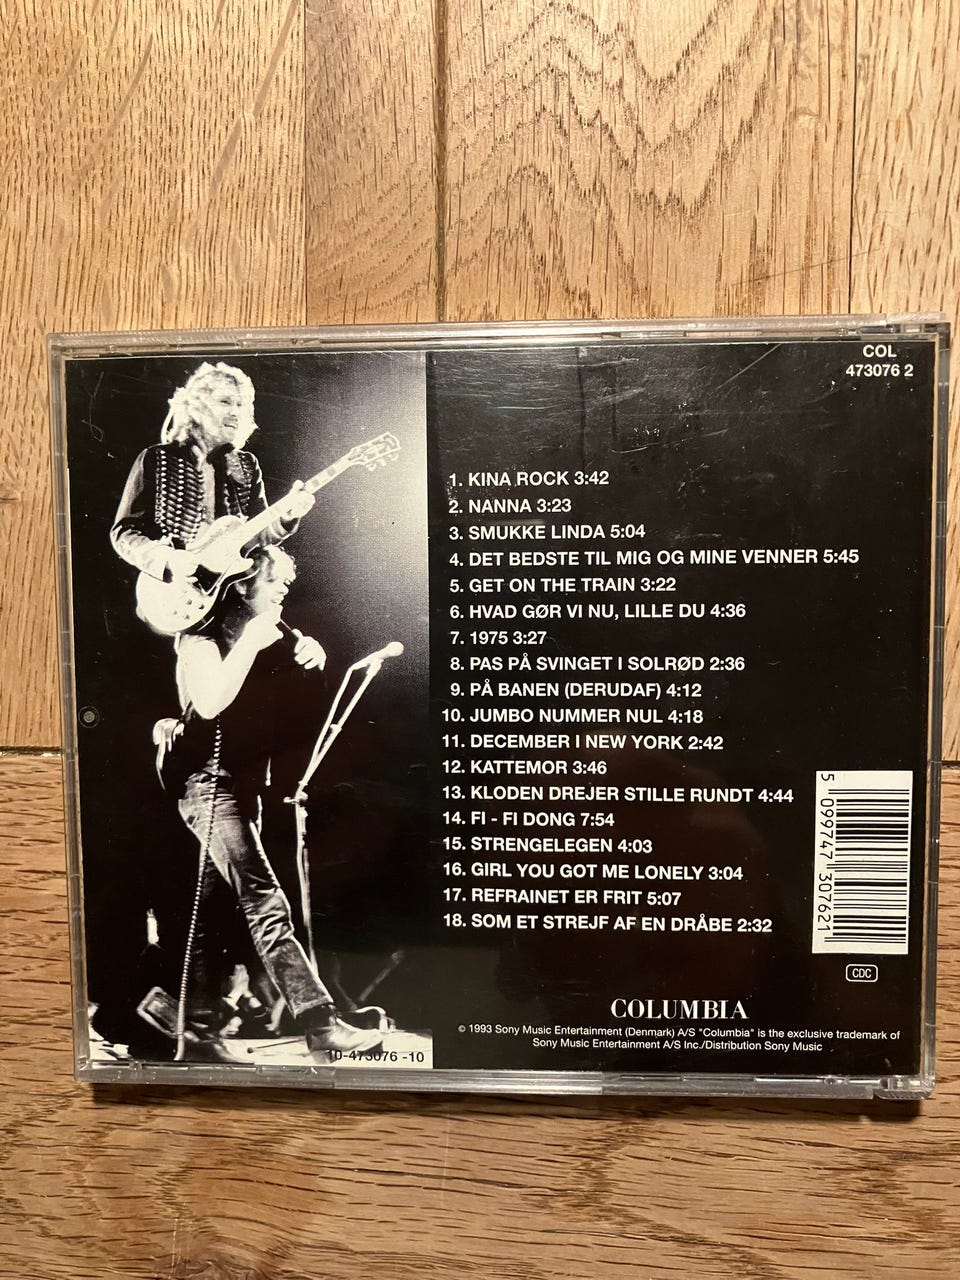 COL
473076 2
1. KINA ROCK 3:42
2. NANNA 3:23
3. SMUKKE LINDA 5:04
4. DET BEDSTE TIL MIG OG MINE VENNER 5:45
5. GET ON THE TRAIN 3:22
6. HVAD GØR VI NU, LILLE DU 4:36
7. 1975 3:27
8. PAS PÅ SVINGET I SOLRØD 2:36
9. PÅ BANEN (DERUDAF) 4:12
10. JUMBO NUMMER NUL 4:18
11. DECEMBER I NEW YORK 2:42
12. KATTEMOR 3:46
13. KLODEN DREJER STILLE RUNDT 4:44
14. FI - FI DONG 7:54
15. STRENGELEGEN 4:03
16. GIRL YOU GOT ME LONELY 3:04
17. REFRAINET ER FRIT 5:07
18. SOM ET STREJF AF EN DRÅBE 2:32
5 099747 307621
CDC
COLUMBIA
© 1993 Sony Music Entertainment (Denmark) A/S "Columbia" is the exclusive trademark of
Sony Music Entertainment A/S Inc./Distribution Sony Music
10-473076 -10